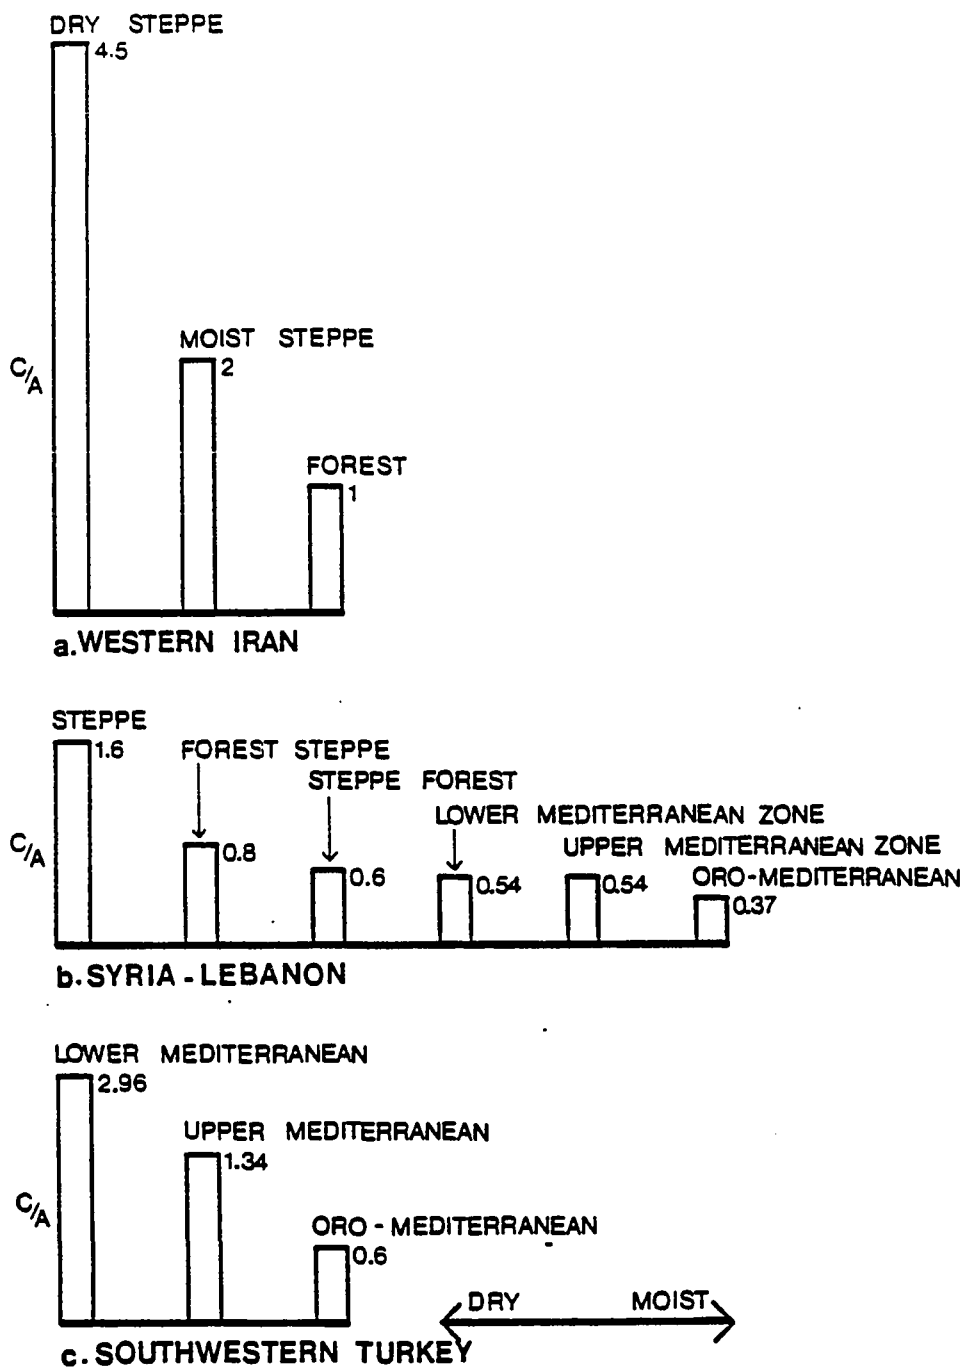 DRY STEPPE
4.5
MOIST STEPPE
2
C/A
FOREST
1
a. WESTERN IRAN
STEPPE
1.6
FOREST STEPPE
STEPPE FOREST
LOWER MEDITERRANEAN ZONE
UPPER MEDITERRANEAN ZONE
C/A
0.8
0.6
0.54
0.54
ORO-MEDITERRANEAN
0.37
b. SYRIA - LEBANON
LOWER MEDITERRANEAN
2.96
UPPER MEDITERRANEAN
1.34
C/A
ORO - MEDITERRANEAN
0.6
DRY MOIST
c. SOUTHWESTERN TURKEY